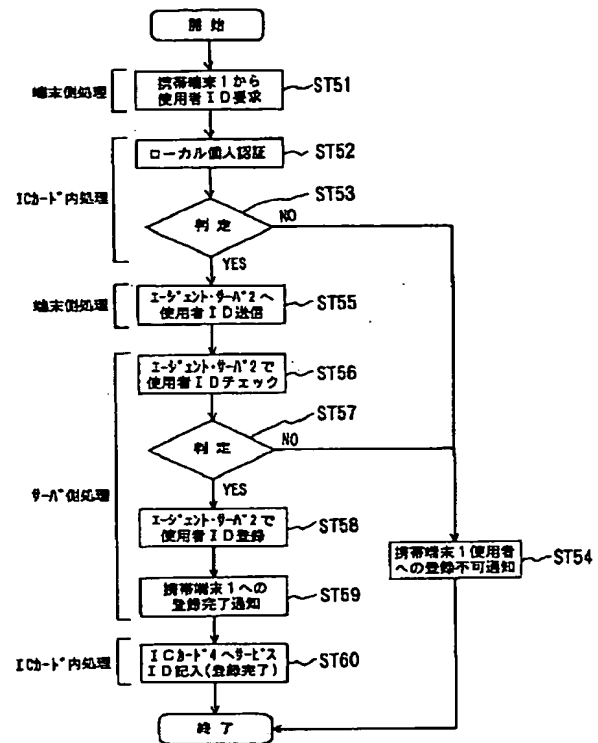 開始
端末側処理
携帯端末1から
使用者ID要求
ST51
ICｶｰﾄﾞ内処理
ローカル個人認証
ST52
判定
ST53
NO
YES
端末側処理
ｴｰｼﾞｪﾝﾄ・ｻｰﾊﾞ2へ
使用者ID送信
ST55
サーバ側処理
ｴｰｼﾞｪﾝﾄ・ｻｰﾊﾞ2で
使用者IDチェック
ST56
判定
ST57
NO
YES
ｴｰｼﾞｪﾝﾄ・ｻｰﾊﾞ2で
使用者ID登録
ST58
携帯端末1使用者
への登録不可通知
ST54
携帯端末1への
登録完了通知
ST59
ICｶｰﾄﾞ内処理
ICｶｰﾄﾞ4へｻｰﾋﾞｽ
ID記入(登録完了)
ST60
終了